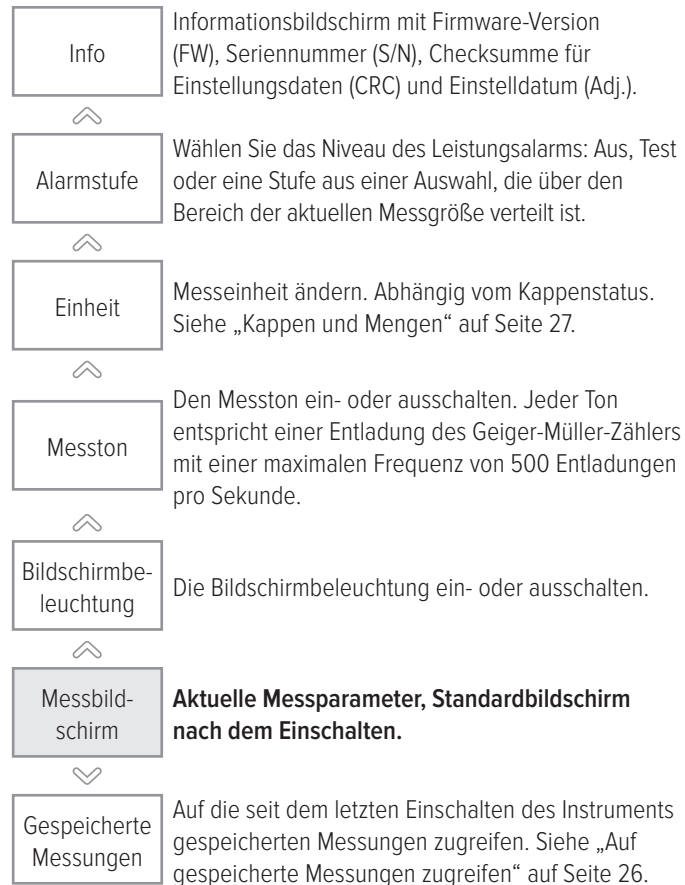 Info
Informationsbildschirm mit Firmware-Version
(FW), Seriennummer (S/N), Checksumme für
Einstellungsdaten (CRC) und Einstelldatum (Adj.).
Alarmstufe
Wählen Sie das Niveau des Leistungsalarms: Aus, Test
oder eine Stufe aus einer Auswahl, die über den
Bereich der aktuellen Messgröße verteilt ist.
Einheit
Messeinheit ändern. Abhängig vom Kappenstatus.
Siehe „Kappen und Mengen“ auf Seite 27.
Messton
Den Messton ein- oder ausschalten. Jeder Ton
entspricht einer Entladung des Geiger-Müller-Zählers
mit einer maximalen Frequenz von 500 Entladungen
pro Sekunde.
Bildschirmbe-
leuchtung
Die Bildschirmbeleuchtung ein- oder ausschalten.
Messbild-
schirm
Aktuelle Messparameter, Standardbildschirm
nach dem Einschalten.
Gespeicherte
Messungen
Auf die seit dem letzten Einschalten des Instruments
gespeicherten Messungen zugreifen. Siehe „Auf
gespeicherte Messungen zugreifen“ auf Seite 26.